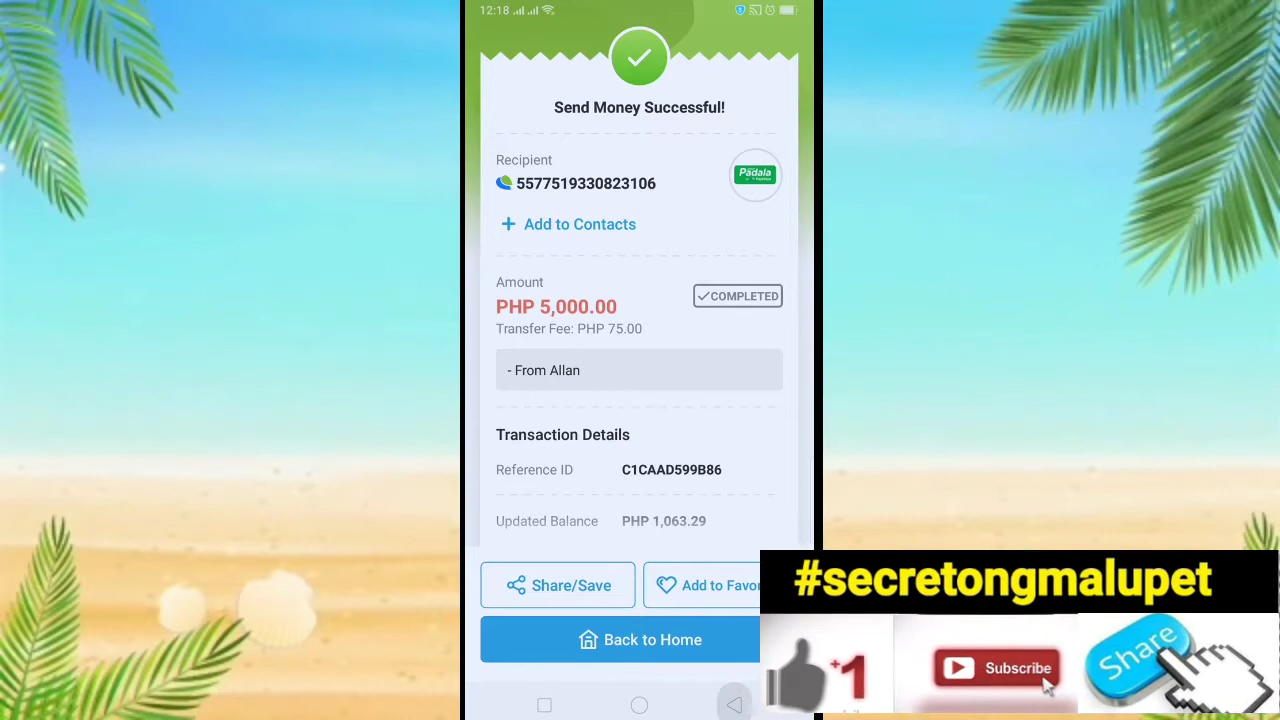 12:18
Send Money Successful!
Recipient
5577519330823106
Padala
+ Add to Contacts
Amount
PHP 5,000.00
COMPLETED
Transfer Fee: PHP 75.00
- From Allan
Transaction Details
Reference ID C1CAAD599B86
Updated Balance PHP 1,063.29
Share/Save
Add to Favor
Back to Home
#secretongmalupet
+1
Subscribe
Share